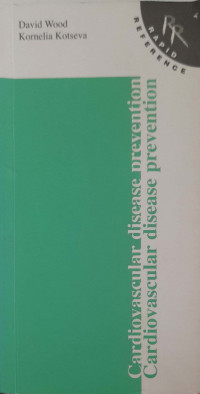 David Wood
Kornelia Kotseva
RR
RAPID
REFERENCE
Cardiovascular disease prevention
Cardiovascular disease prevention